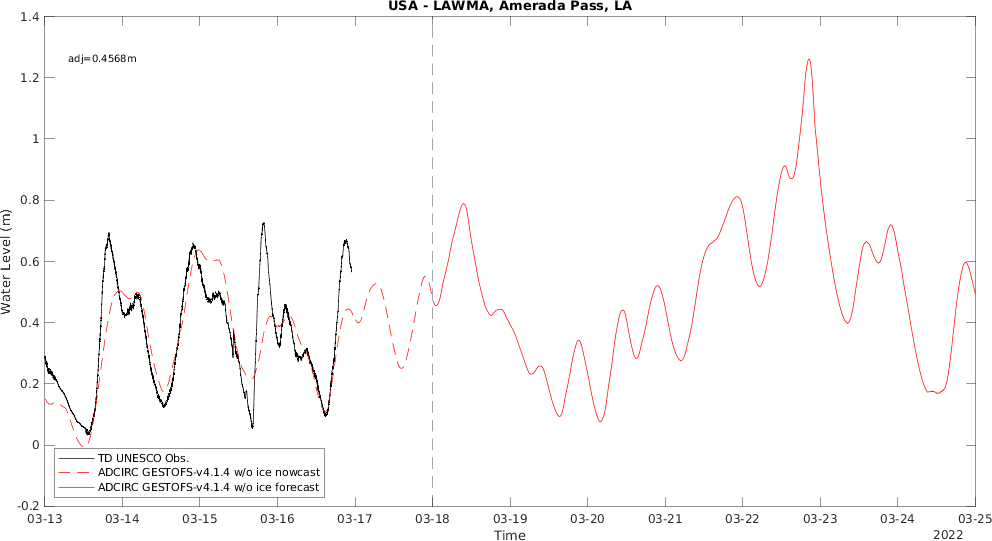 USA - LAWMA, Amerada Pass, LA
1.4
1.2
1
0.8
0.6
0.4
0.2
0
-0.2
Water Level (m)
adj=0.4568m
TD UNESCO Obs.
ADCIRC GESTOFS-v4.1.4 w/o ice nowcast
ADCIRC GESTOFS-v4.1.4 w/o ice forecast
03-13 03-14 03-15 03-16 03-17 03-18 03-19 03-20 03-21 03-22 03-23 03-24 03-25
Time
2022